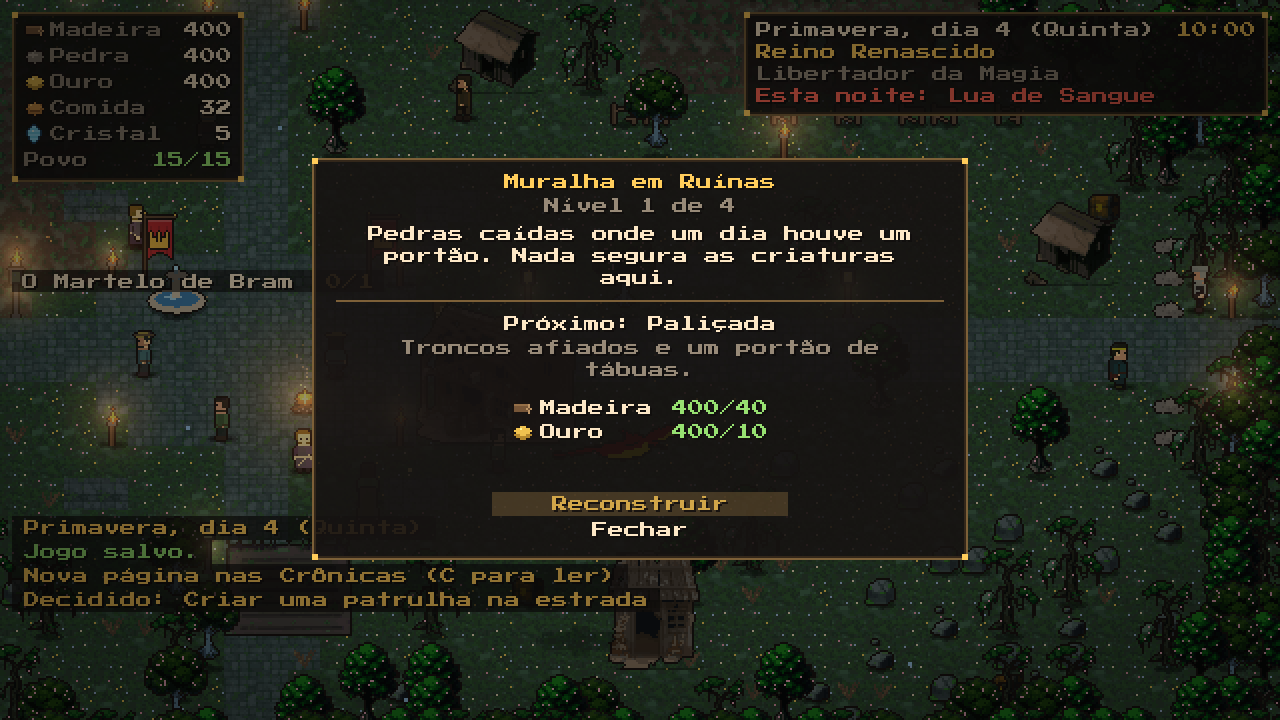 Madeira 400
Pedra 400
Ouro 400
Comida 32
Cristal 5
Povo 15/15
Primavera, dia 4 (Quinta) 10:00
Reino Renascido
Libertador da Magia
Esta noite: Lua de Sangue
Muralha em Ruínas
Nível 1 de 4
Pedras caídas onde um dia houve um
portão. Nada segura as criaturas
aqui.
O Martelo de Bram 0/1
Próximo: Paliçada
Troncos afiados e um portão de
tábuas.
Madeira 400/40
Ouro 400/10
Reconstruir
Fechar
Primavera, dia 4 (Quinta)
Jogo salvo.
Nova página nas Crônicas (C para ler)
Decidido: Criar uma patrulha na estrada